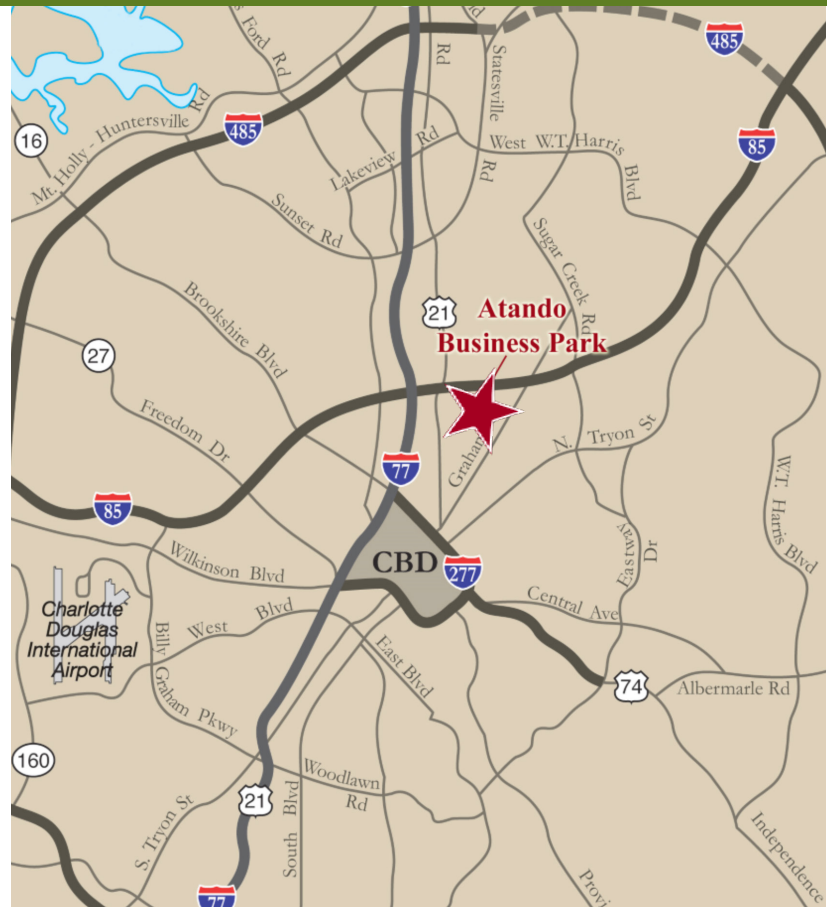 s Ford Rd
Rd
Statesville
Rd
485
485
85
16
Mt. Holly - Huntersville Rd
Lakeview Rd
West W.T. Harris
Blvd
Sunset Rd
Sugar Creek Rd
Brookshire Blvd
21
Atando
Business Park
27
Freedom Dr
Graham
N. Tryon St
77
85
W.T. Harris Blvd
Eastway
Dr
Wilkinson Blvd
CBD
277
Charlotte
Douglas
International
Airport
West Blvd
Central Ave
Billy Graham Pkwy
East Blvd
74
Albermarle Rd
160
Woodlawn
Rd
21
S. Tryon St
South Blvd
Independence
Provi
77